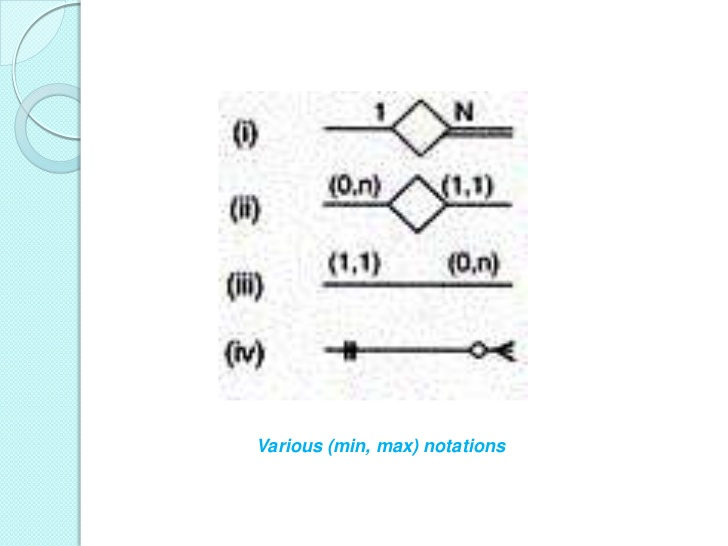 (i) 1 N
(ii) (0,n) (1,1)
(iii) (1,1) (0,n)
(iv)
Various (min, max) notations